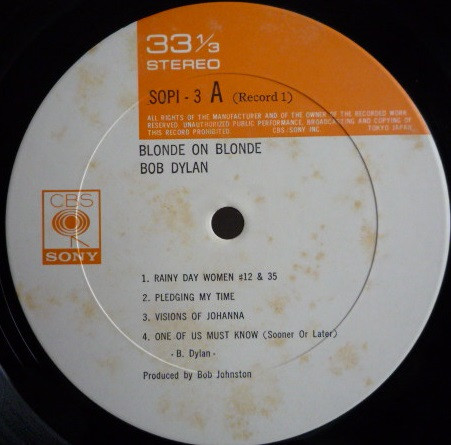 33 1/3
STEREO
SOPI - 3 A (Record 1)
ALL RIGHTS OF THE MANUFACTURER AND OF THE OWNER OF THE RECORDED WORK
RESERVED. UNAUTHORIZED PUBLIC PERFORMANCE, BROADCASTING AND COPYING OF
THIS RECORD PROHIBITED. CBS/SONY INC. TOKYO JAPAN
BLONDE ON BLONDE
BOB DYLAN
CBS
SONY
1. RAINY DAY WOMEN #12 & 35
2. PLEDGING MY TIME
3. VISIONS OF JOHANNA
4. ONE OF US MUST KNOW (Sooner Or Later)
- B. Dylan -
Produced by Bob Johnston